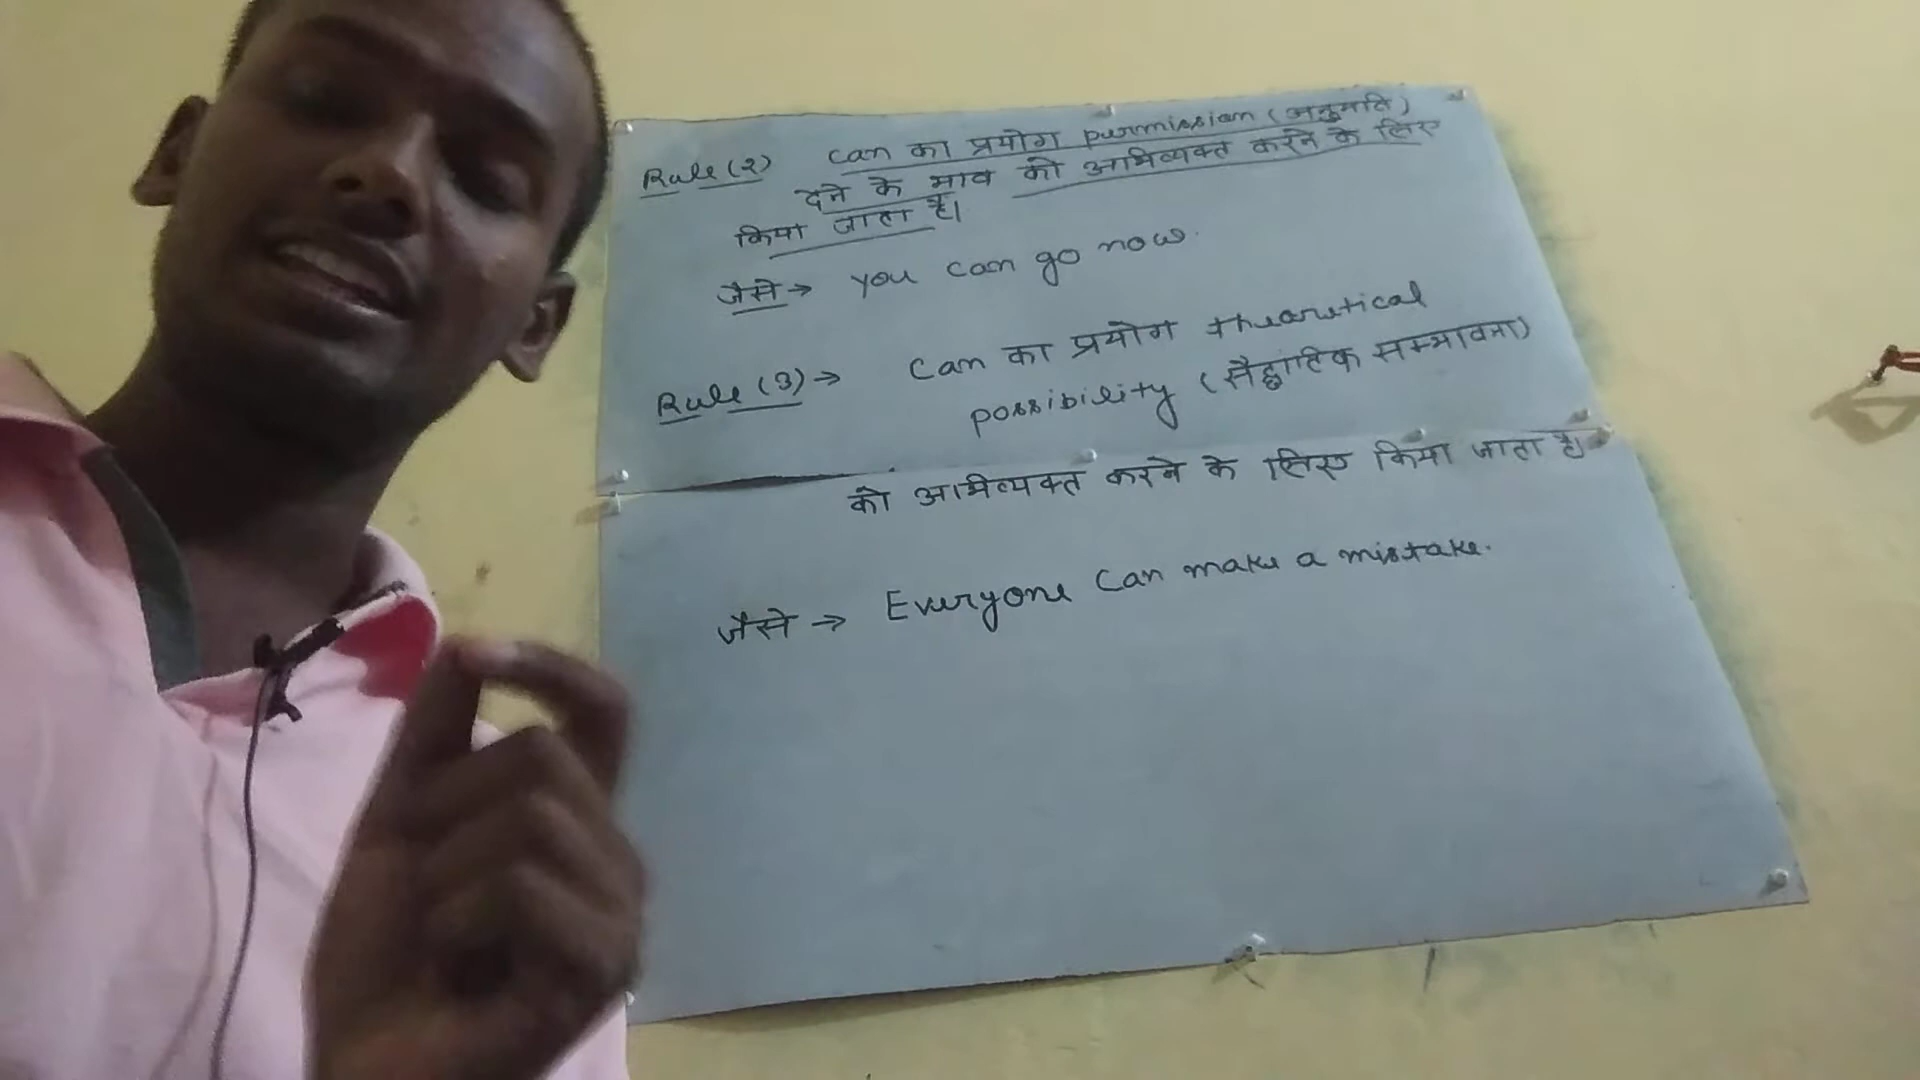 Rule (2) Can का प्रयोग permission (अनुमति)
देने के भाव को अभिव्यक्त करने के लिए
किया जाता है।
जैसे → you can go now.
Rule (3) → Can का प्रयोग theoretical
possibility (सैद्धांतिक सम्भावना)
को अभिव्यक्त करने के लिए किया जाता है।
जैसे → Everyone Can make a mistake.